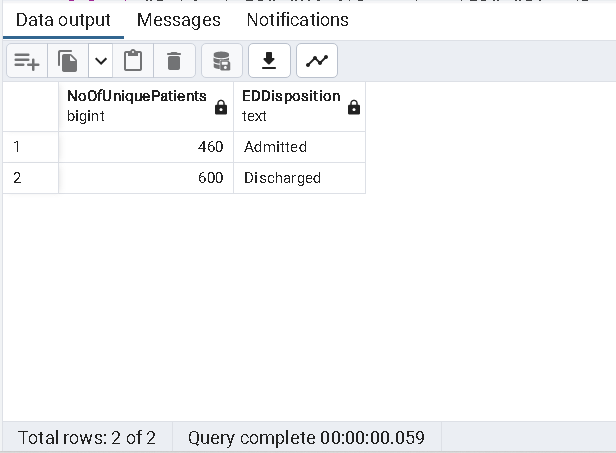 Data output Messages Notifications
NoOfUniquePatients EDDisposition
bigint text
1 460 Admitted
2 600 Discharged
Total rows: 2 of 2 Query complete 00:00:00.059